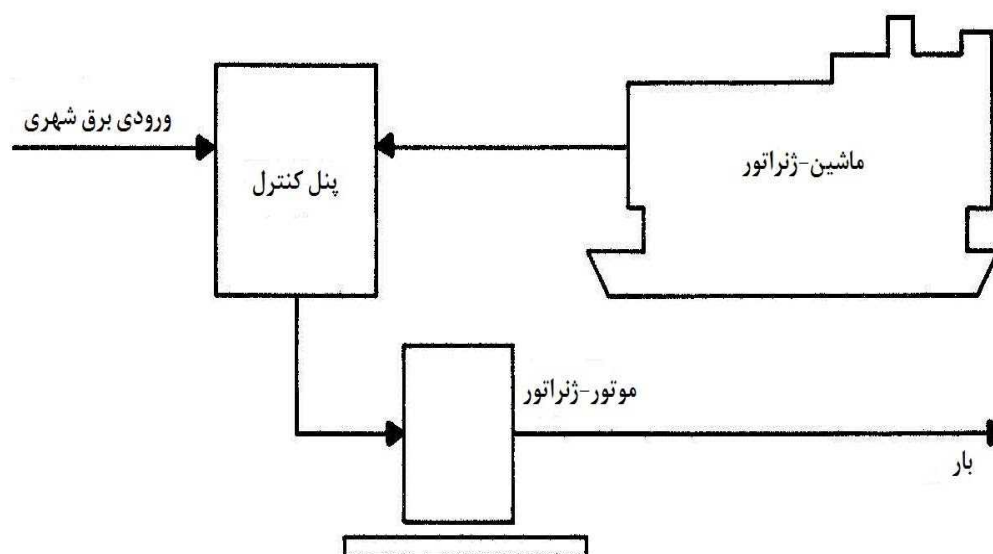 ورودی برق شهری
پنل کنترل
ماشین-ژنراتور
موتور-ژنراتور
بار